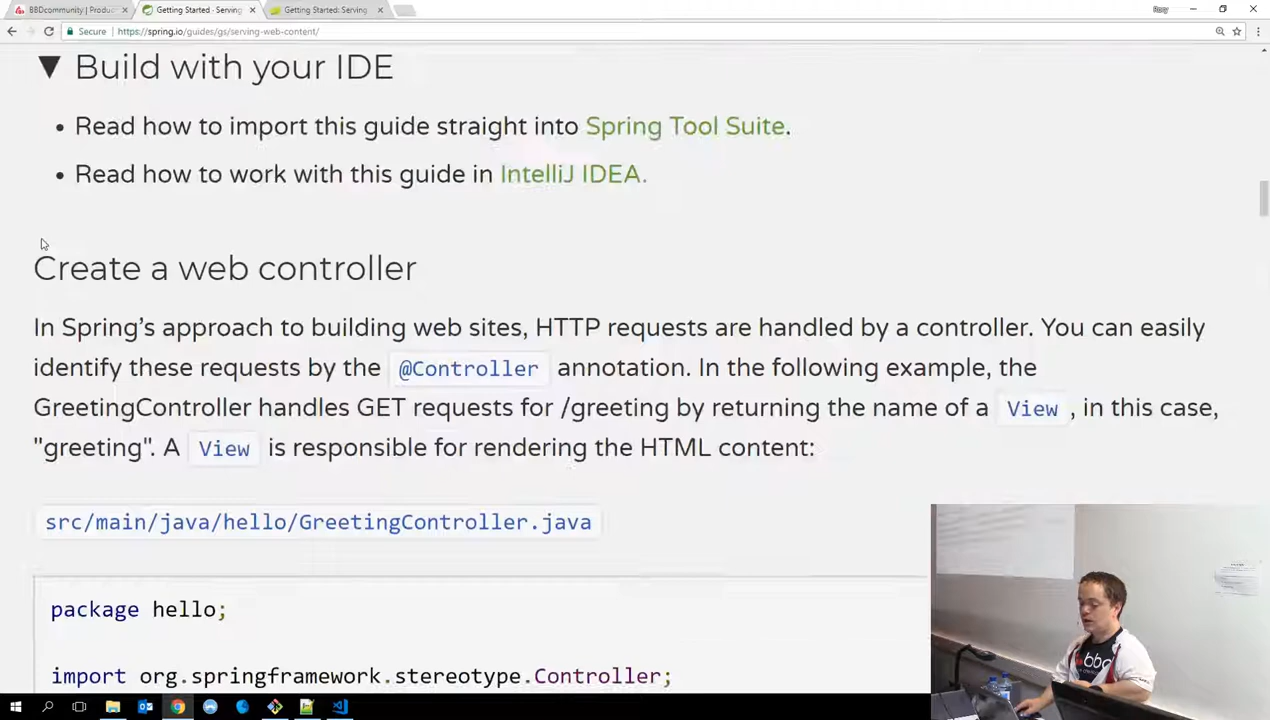 BBDcommunity | Produc
Getting Started · Serving
Getting Started: Serving
Secure
https://spring.io/guides/gs/serving-web-content/
Build with your IDE
• Read how to import this guide straight into Spring Tool Suite.
• Read how to work with this guide in IntelliJ IDEA.
Create a web controller
In Spring’s approach to building web sites, HTTP requests are handled by a controller. You can easily
identify these requests by the @Controller annotation. In the following example, the
GreetingController handles GET requests for /greeting by returning the name of a View , in this case,
"greeting". A View is responsible for rendering the HTML content:
src/main/java/hello/GreetingController.java
package hello;
import org.springframework.stereotype.Controller;
bbd